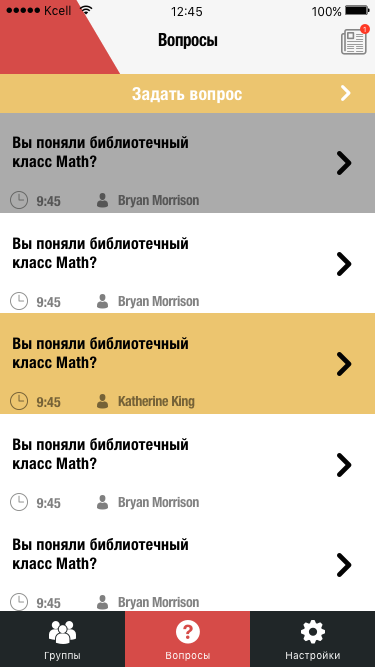 Kcell 12:45 100%
Вопросы
1
Задать вопрос
Вы поняли библиотечный
класс Math?
9:45 Bryan Morrison
Вы поняли библиотечный
класс Math?
9:45 Bryan Morrison
Вы поняли библиотечный
класс Math?
9:45 Katherine King
Вы поняли библиотечный
класс Math?
9:45 Bryan Morrison
Вы поняли библиотечный
класс Math?
9:45 Bryan Morrison
Группы Вопросы Настройки